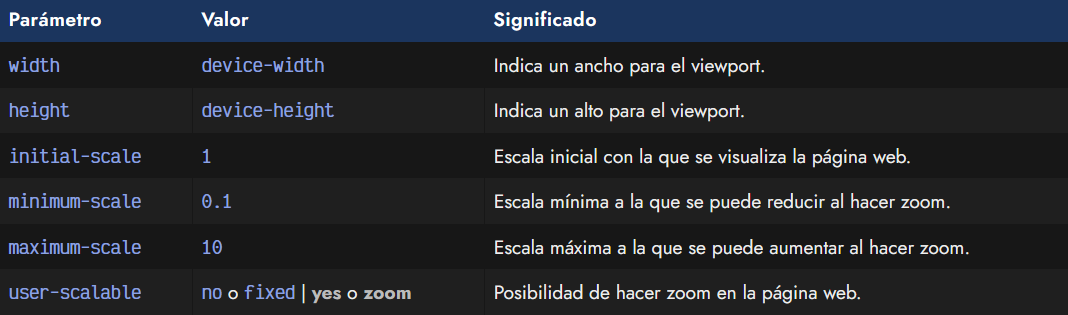 Parámetro Valor Significado
width device-width Indica un ancho para el viewport.
height device-height Indica un alto para el viewport.
initial-scale 1 Escala inicial con la que se visualiza la página web.
minimum-scale 0.1 Escala mínima a la que se puede reducir al hacer zoom.
maximum-scale 10 Escala máxima a la que se puede aumentar al hacer zoom.
user-scalable no o fixed | yes o zoom Posibilidad de hacer zoom en la página web.